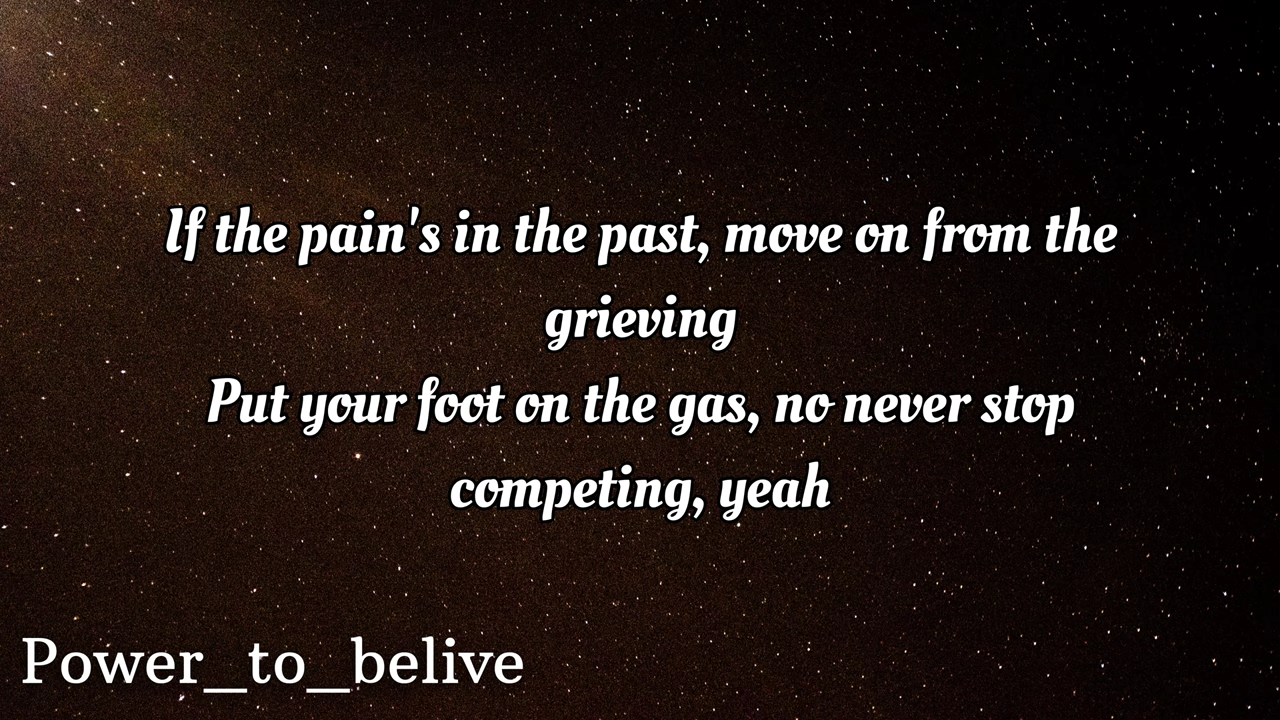 If the pain's in the past, move on from the
grieving
Put your foot on the gas, no never stop
competing, yeah
Power_to_belive